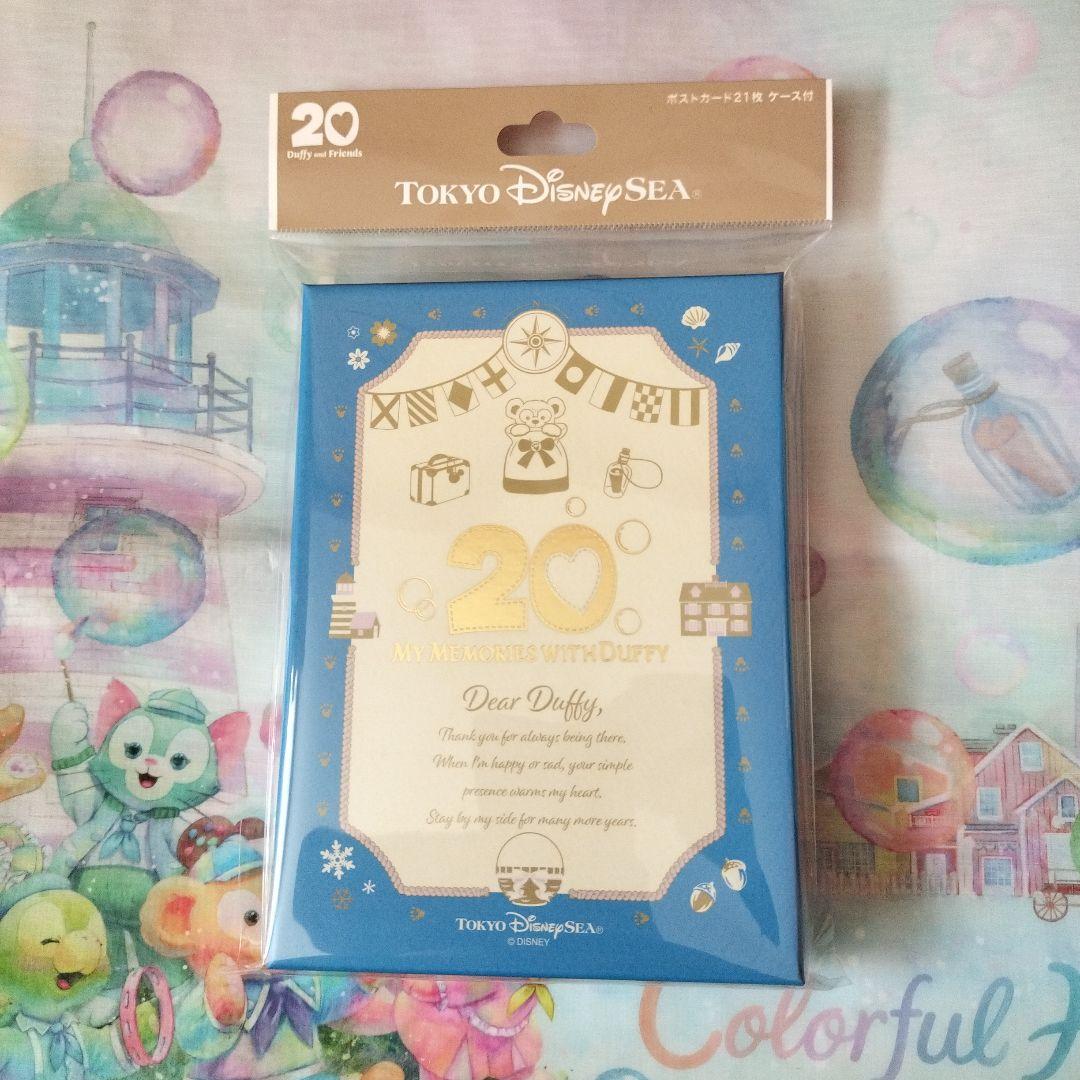 20
Duffy and Friends
ポストカード21枚 ケース付
TOKYO DISNEYSEA®
20
MY MEMORIES WITH DUFFY
Dear Duffy,
Thank you for always being there.
When I'm happy or sad, your simple
presence warms my heart.
Stay by my side for many more years.
TOKYO DISNEYSEA®
© DISNEY
Colorful